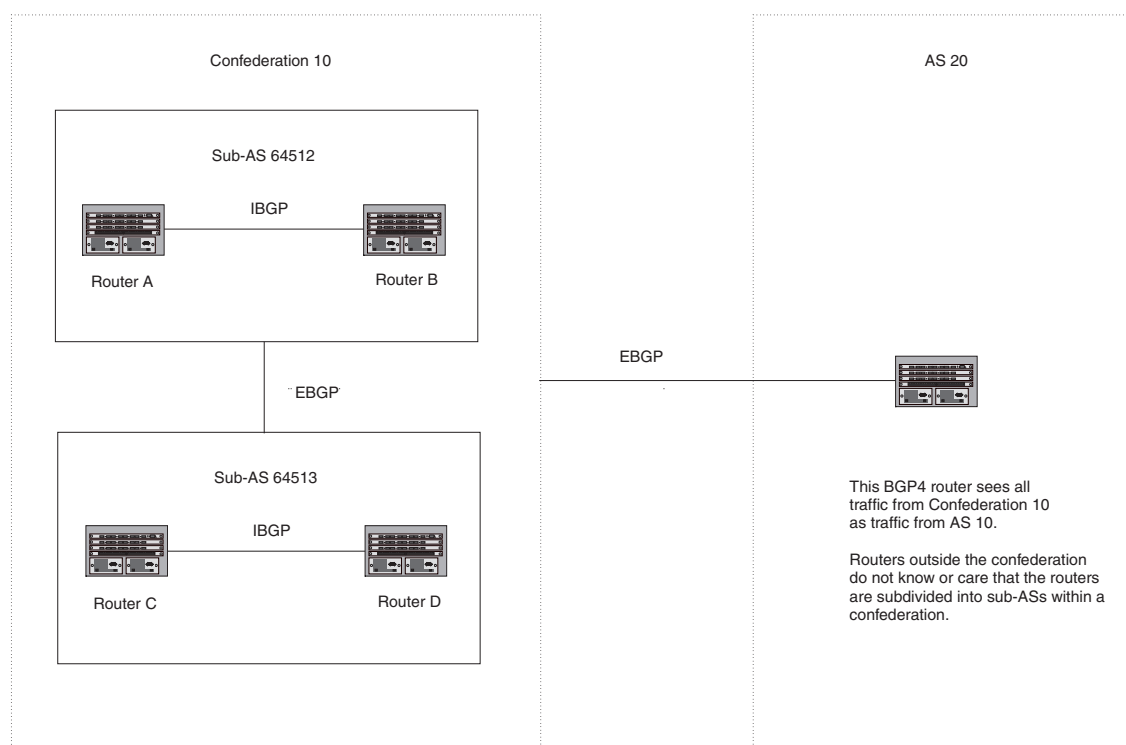 Confederation 10
AS 20
Sub-AS 64512
IBGP
Router A
Router B
EBGP
EBGP
Sub-AS 64513
IBGP
Router C
Router D
This BGP4 router sees all
traffic from Confederation 10
as traffic from AS 10.
Routers outside the confederation
do not know or care that the routers
are subdivided into sub-ASs within a
confederation.